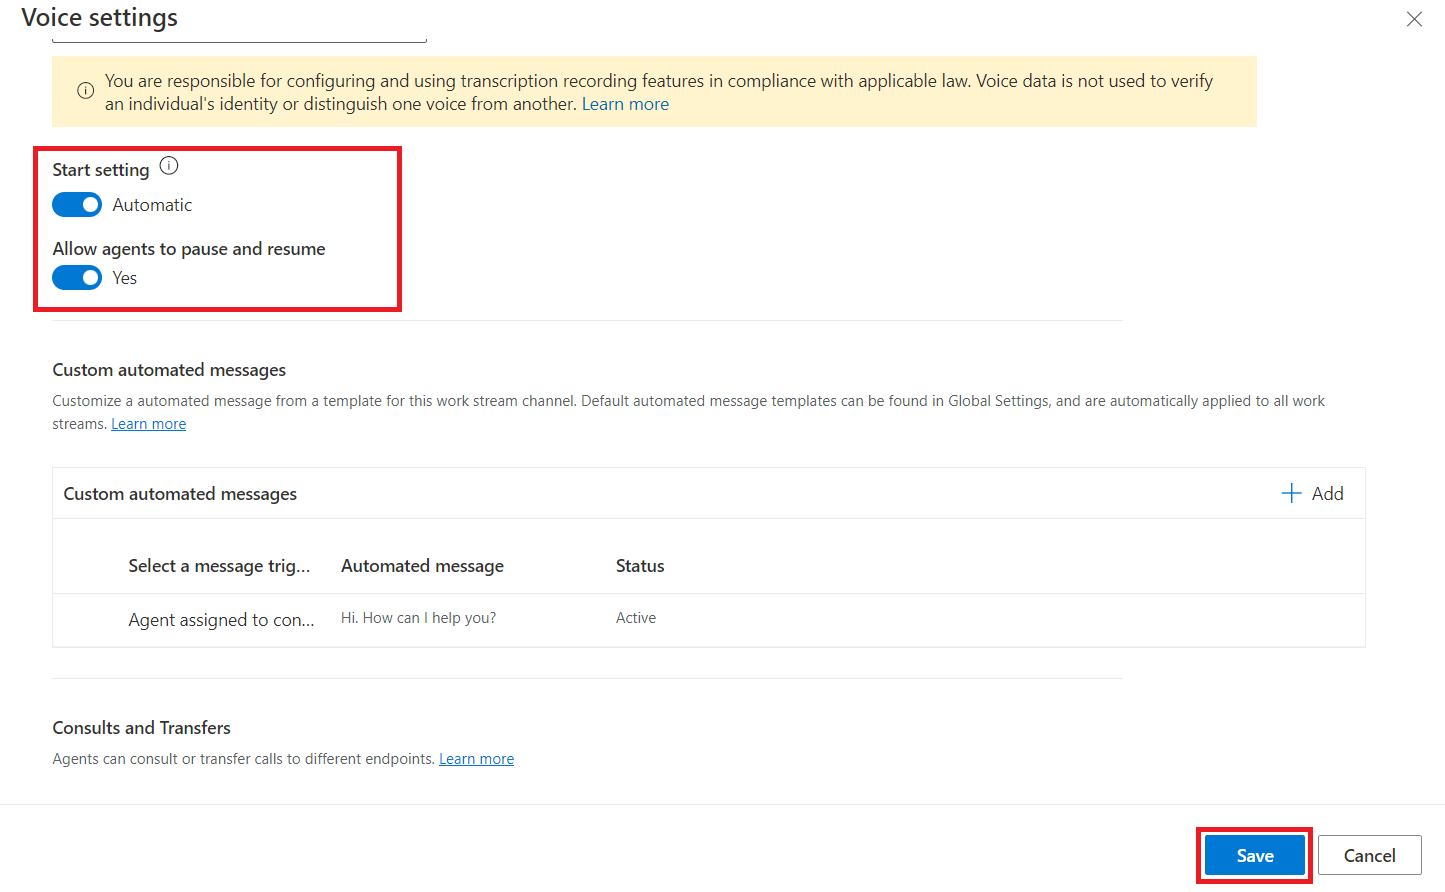 Voice settings
You are responsible for configuring and using transcription recording features in compliance with applicable law. Voice data is not used to verify
an individual's identity or distinguish one voice from another. Learn more
Start setting
Automatic
Allow agents to pause and resume
Yes
Custom automated messages
Customize a automated message from a template for this work stream channel. Default automated message templates can be found in Global Settings, and are automatically applied to all work
streams. Learn more
Custom automated messages
Add
Select a message trig... Automated message Status
Agent assigned to con... Hi. How can I help you? Active
Consults and Transfers
Agents can consult or transfer calls to different endpoints. Learn more
Save Cancel